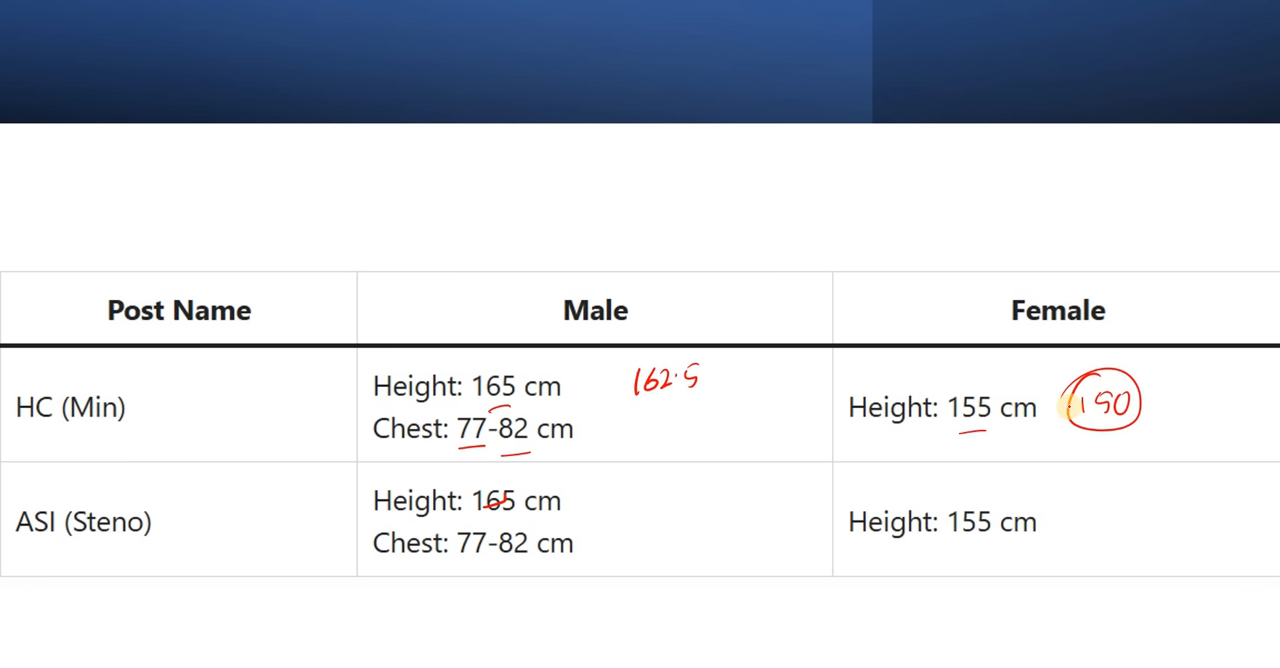 Post Name
Male
Female
HC (Min)
Height: 165 cm
162.5
Chest: 77-82 cm
Height: 155 cm
150
ASI (Steno)
Height: 165 cm
Chest: 77-82 cm
Height: 155 cm